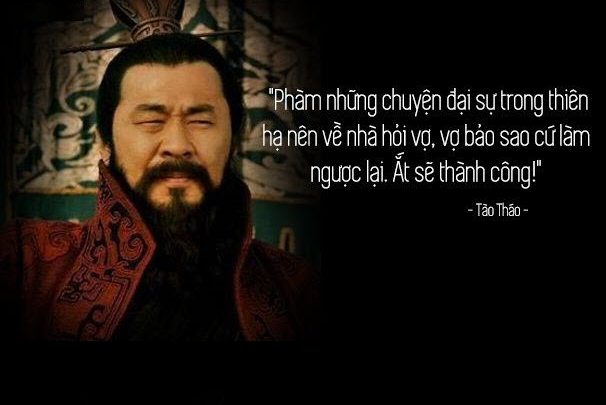 "Phàm những chuyện đại sự trong thiên
hạ nên về nhà hỏi vợ, vợ bảo sao cứ làm
ngược lại. Ắt sẽ thành công!"
- Tào Tháo -